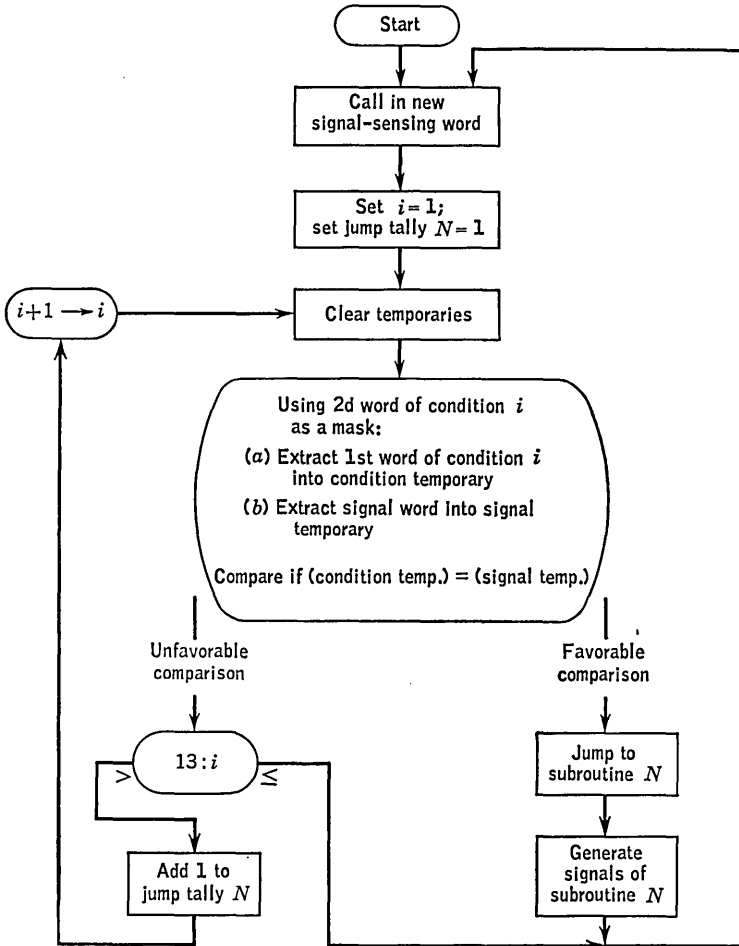 Start
Call in new
signal-sensing word
Set i=1;
set jump tally N=1
i+1→i
Clear temporaries
Using 2d word of condition i
as a mask:
(a) Extract 1st word of condition i
into condition temporary
(b) Extract signal word into signal
temporary
Compare if (condition temp.) = (signal temp.)
Unfavorable
comparison
Favorable
comparison
13:i
>
≤
Jump to
subroutine N
Add 1 to
jump tally N
Generate
signals of
subroutine N